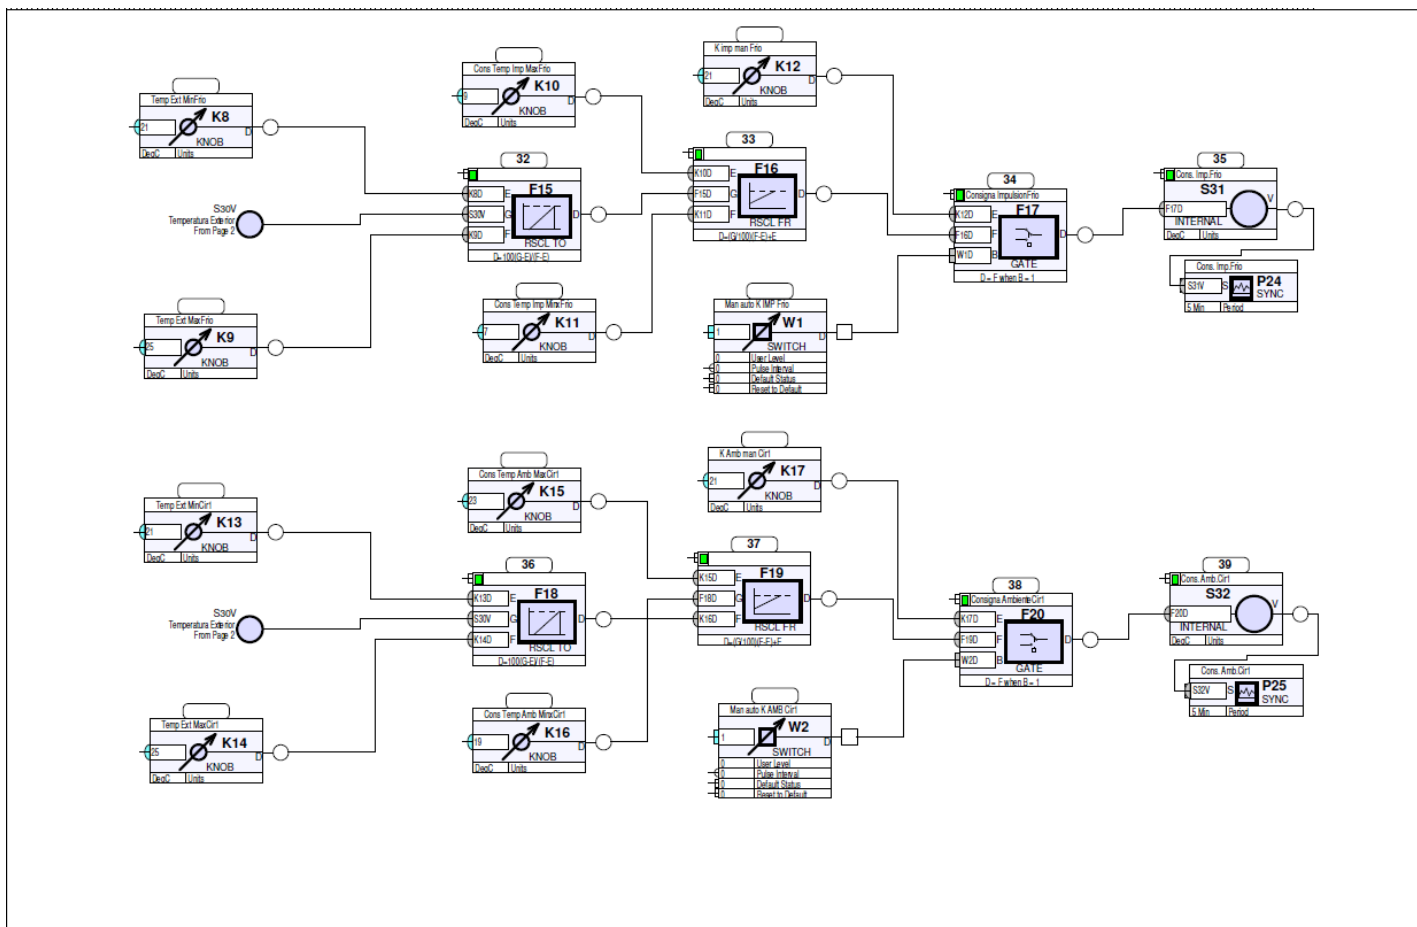 K imp man Frio
21
K12
D
KNOB
DegC
Units
Cons Temp Imp MaxFrio
9
K10
D
KNOB
DegC
Units
Temp Ext MinFrio
21
K8
D
KNOB
DegC
Units
32
F15
K8D
E
S30V
G
D
K9D
F
RSCL TO
D=100(G-E)/(F-E)
33
F16
K10D
E
F15D
G
D
K11D
F
RSCL FR
D=(G/100)(F-E)+E
34
Consigna ImpulsionFrio
F17
K12D
E
F16D
F
D
W1D
B
GATE
D = F when B = 1
35
Cons. Imp.Frio
S31
F17D
V
INTERNAL
DegC
Units
Cons. Imp.Frio
S31V
S
P24
SYNC
5 Min
Period
S30V
Temperatura Exterior
From Page 2
Temp Ext MaxFrio
25
K9
D
KNOB
DegC
Units
Cons Temp Imp MinxFrio
7
K11
D
KNOB
DegC
Units
Man auto K IMP Frio
1
W1
D
SWITCH
0
User Level
0
Pulse Interval
0
Default Status
0
Reset to Default
K Amb man Cir1
21
K17
D
KNOB
DegC
Units
Cons Temp Amb MaxCir1
23
K15
D
KNOB
DegC
Units
Temp Ext MinCir1
21
K13
D
KNOB
DegC
Units
36
F18
K13D
E
S30V
G
D
K14D
F
RSCL TO
D=100(G-E)/(F-E)
37
F19
K15D
E
F18D
G
D
K16D
F
RSCL FR
D=(G/100)(F-E)+E
38
Consigna AmbienteCir1
F20
K17D
E
F19D
F
D
W2D
B
GATE
D = F when B = 1
39
Cons. Amb.Cir1
S32
F20D
V
INTERNAL
DegC
Units
Cons. Amb.Cir1
S32V
S
P25
SYNC
5 Min
Period
S30V
Temperatura Exterior
From Page 2
Temp Ext MaxCir1
25
K14
D
KNOB
DegC
Units
Cons Temp Amb MinxCir1
19
K16
D
KNOB
DegC
Units
Man auto K AMB Cir1
1
W2
D
SWITCH
0
User Level
0
Pulse Interval
0
Default Status
0
Reset to Default